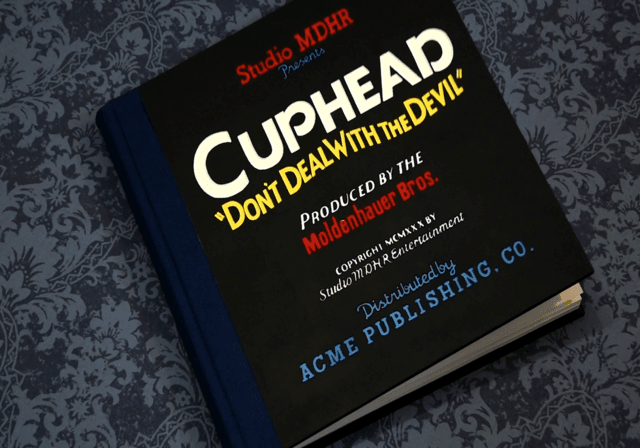 Studio MDHR
Presents
CUPHEAD
"DON'T DEAL WITH THE DEVIL"
PRODUCED BY THE
Moldenhauer Bros.
COPYRIGHT MCMXXX BY
Studio MDHR Entertainment
Distributed by
ACME PUBLISHING, CO.